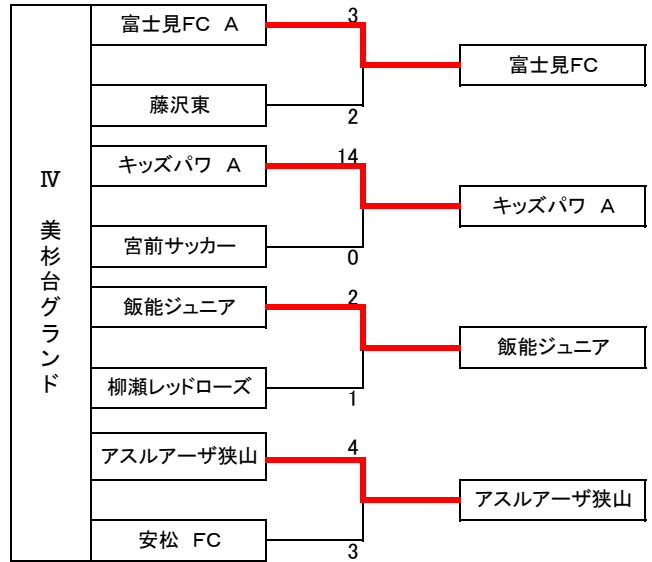 Ⅳ 美杉台グランド
富士見FC A
3
富士見FC
藤沢東
2
キッズパワ A
14
キッズパワ A
宮前サッカー
0
飯能ジュニア
2
飯能ジュニア
柳瀬レッドローズ
1
アスルアーザ狭山
4
アスルアーザ狭山
安松 FC
3